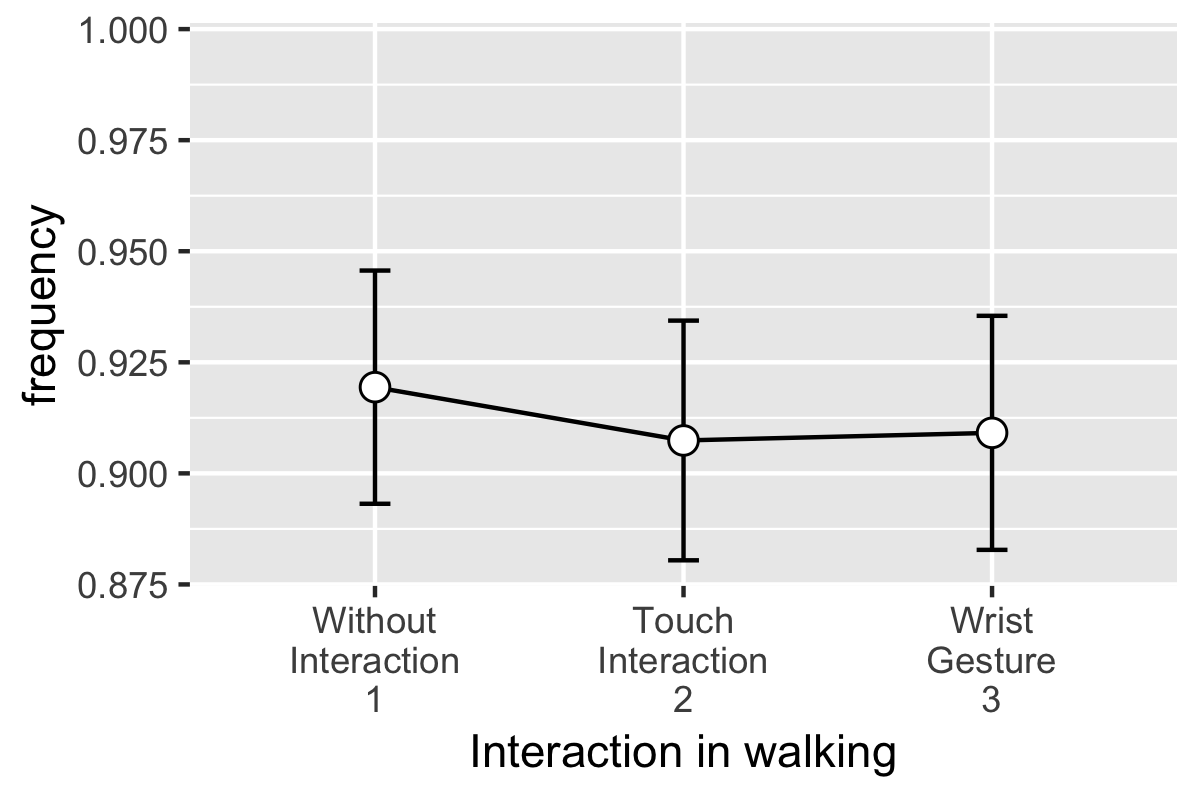 1.000
0.975
0.950
0.925
0.900
0.875
frequency
Without Interaction 1
Touch Interaction 2
Wrist Gesture 3
Interaction in walking